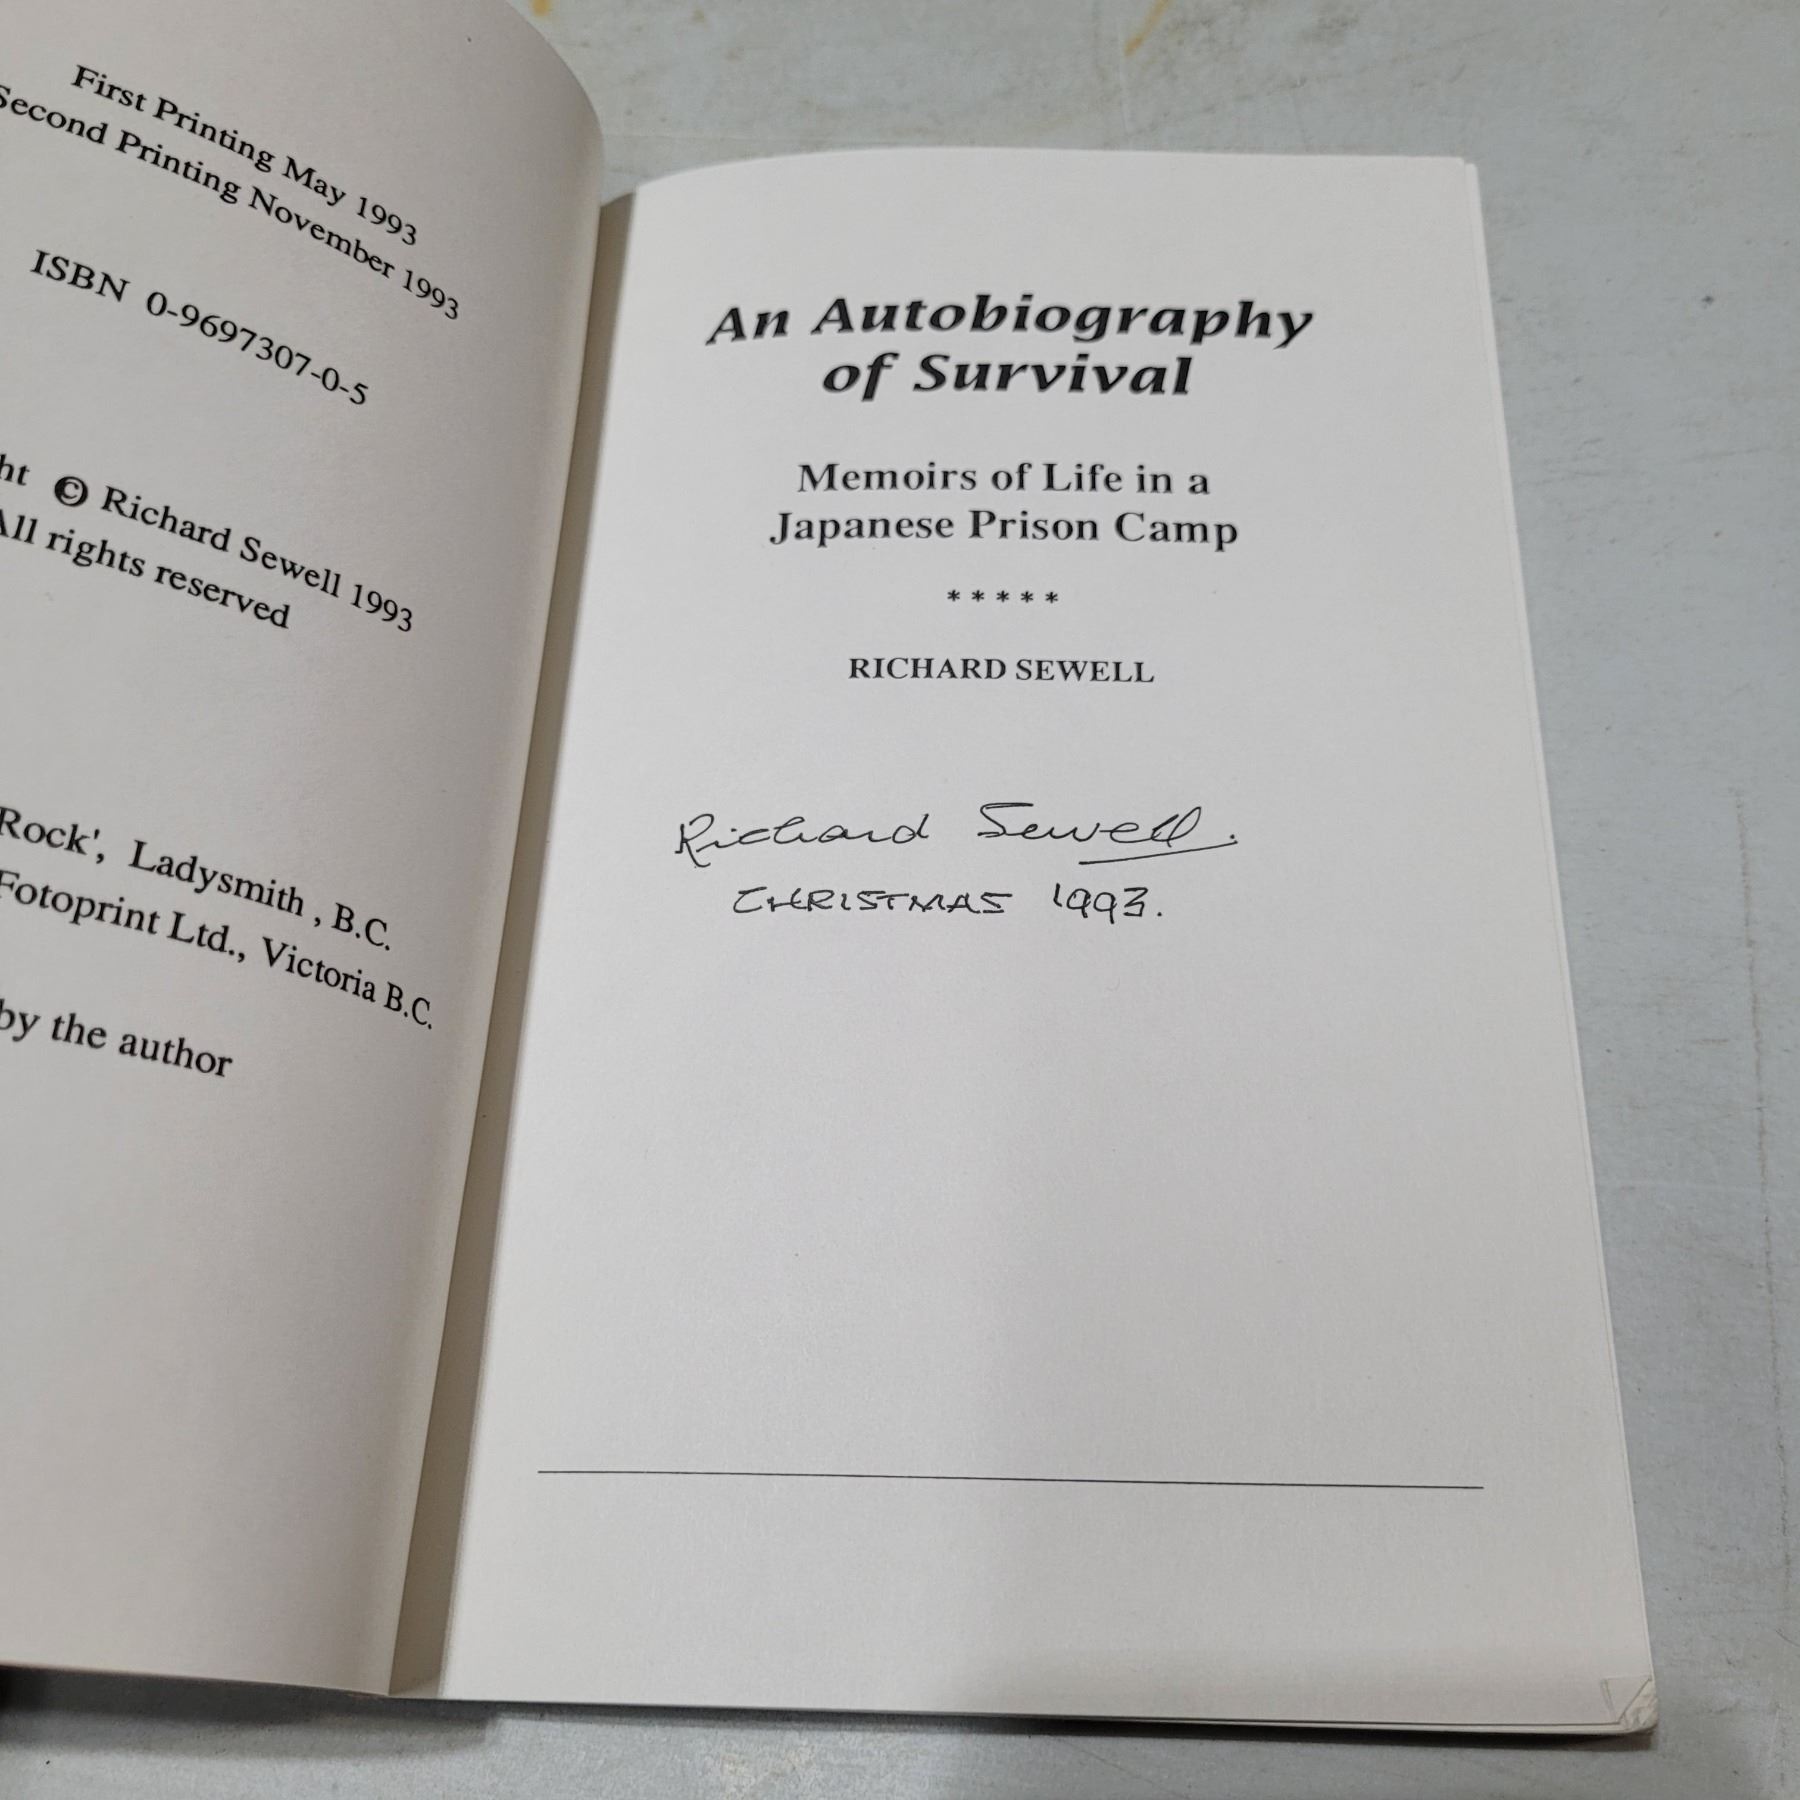 First Printing May 1993
Second Printing November 1993
ISBN 0-9697307-0-5
© Richard Sewell 1993
All rights reserved
Rock', Ladysmith , B.C.
Fotoprint Ltd., Victoria B.C.
by the author
An Autobiography
of Survival
Memoirs of Life in a
Japanese Prison Camp
* * * * *
RICHARD SEWELL
Richard Sewell.
CHRISTMAS 1993.